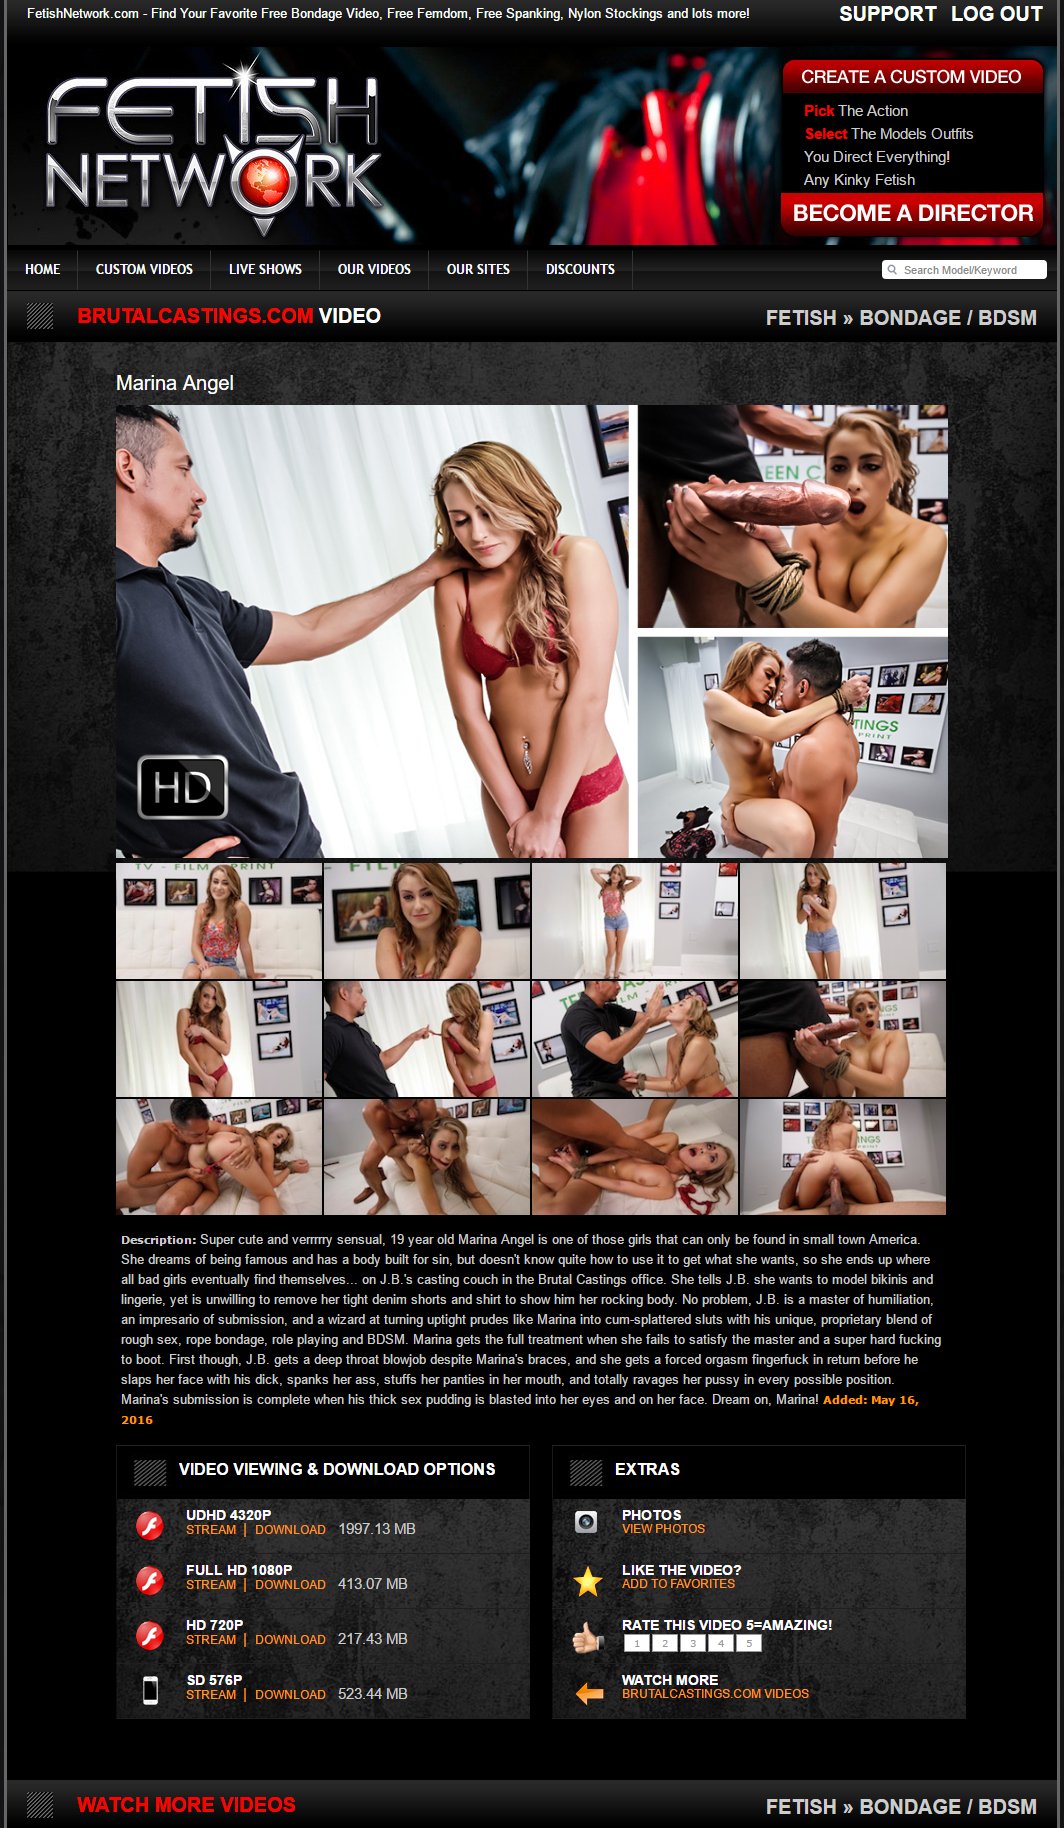 FetishNetwork.com - Find Your Favorite Free Bondage Video, Free Femdom, Free Spanking, Nylon Stockings and lots more!
SUPPORT LOG OUT
FETISH
NETWORK
CREATE A CUSTOM VIDEO
Pick The Action
Select The Models Outfits
You Direct Everything!
Any Kinky Fetish
BECOME A DIRECTOR
HOME CUSTOM VIDEOS LIVE SHOWS OUR VIDEOS OUR SITES DISCOUNTS
Search Model/Keyword
BRUTALCASTINGS.COM VIDEO
FETISH » BONDAGE / BDSM
Marina Angel
EEN C
TINGS
PRINT
HD
TV - FILM - PRINT
Description: Super cute and verrrrry sensual, 19 year old Marina Angel is one of those girls that can only be found in small town America.
She dreams of being famous and has a body built for sin, but doesn't know quite how to use it to get what she wants, so she ends up where
all bad girls eventually find themselves... on J.B.'s casting couch in the Brutal Castings office. She tells J.B. she wants to model bikinis and
lingerie, yet is unwilling to remove her tight denim shorts and shirt to show him her rocking body. No problem, J.B. is a master of humiliation,
an impresario of submission, and a wizard at turning uptight prudes like Marina into cum-splattered sluts with his unique, proprietary blend of
rough sex, rope bondage, role playing and BDSM. Marina gets the full treatment when she fails to satisfy the master and a super hard fucking
to boot. First though, J.B. gets a deep throat blowjob despite Marina's braces, and she gets a forced orgasm fingerfuck in return before he
slaps her face with his dick, spanks her ass, stuffs her panties in her mouth, and totally ravages her pussy in every possible position.
Marina's submission is complete when his thick sex pudding is blasted into her eyes and on her face. Dream on, Marina! Added: May 16,
2016
VIDEO VIEWING & DOWNLOAD OPTIONS
UDHD 4320P
STREAM | DOWNLOAD 1997.13 MB
FULL HD 1080P
STREAM | DOWNLOAD 413.07 MB
HD 720P
STREAM | DOWNLOAD 217.43 MB
SD 576P
STREAM | DOWNLOAD 523.44 MB
EXTRAS
PHOTOS
VIEW PHOTOS
LIKE THE VIDEO?
ADD TO FAVORITES
RATE THIS VIDEO 5=AMAZING!
1 2 3 4 5
WATCH MORE
BRUTALCASTINGS.COM VIDEOS
WATCH MORE VIDEOS
FETISH » BONDAGE / BDSM